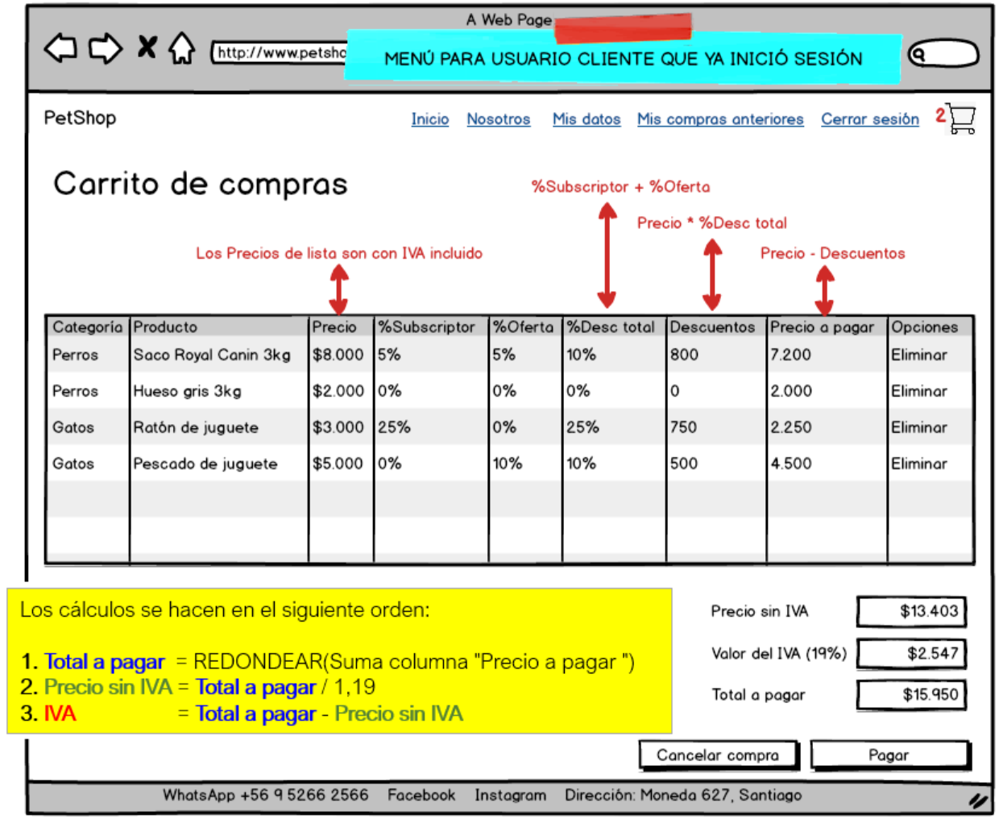 A Web Page
http://www.petsho
MENÚ PARA USUARIO CLIENTE QUE YA INICIÓ SESIÓN
PetShop Inicio Nosotros Mis datos Mis compras anteriores Cerrar sesión 2
Carrito de compras
%Subscriptor + %Oferta
Precio * %Desc total
Los Precios de lista son con IVA incluido
Precio - Descuentos
Categoría Producto Precio %Subscriptor %Oferta %Desc total Descuentos Precio a pagar Opciones
Perros Saco Royal Canin 3kg $8.000 5% 5% 10% 800 7.200 Eliminar
Perros Hueso gris 3kg $2.000 0% 0% 0% 0 2.000 Eliminar
Gatos Ratón de juguete $3.000 25% 0% 25% 750 2.250 Eliminar
Gatos Pescado de juguete $5.000 0% 10% 10% 500 4.500 Eliminar
Los cálculos se hacen en el siguiente orden:
1. Total a pagar = REDONDEAR(Suma columna "Precio a pagar ")
2. Precio sin IVA = Total a pagar / 1,19
3. IVA = Total a pagar - Precio sin IVA
Precio sin IVA $13.403
Valor del IVA (19%) $2.547
Total a pagar $15.950
Cancelar compra Pagar
WhatsApp +56 9 5266 2566 Facebook Instagram Dirección: Moneda 627, Santiago